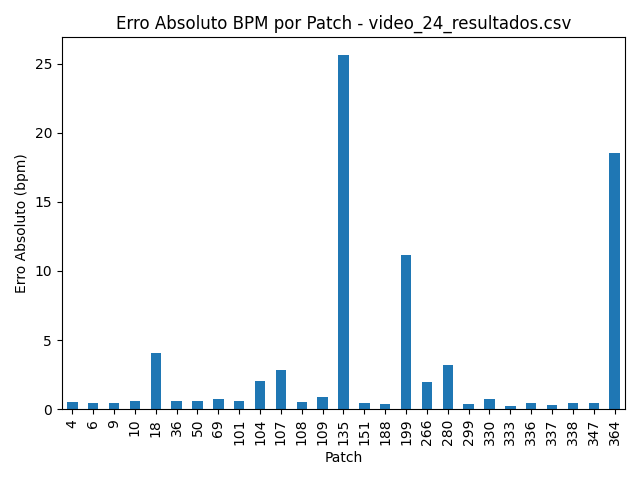 Erro Absoluto BPM por Patch - video_24_resultados.csv
Erro Absoluto (bpm)
25
20
15
10
5
0
4 6 9 10 18 36 50 69 101 104 107 108 109 135 151 188 199 266 280 299 330 333 336 337 338 347 364
Patch